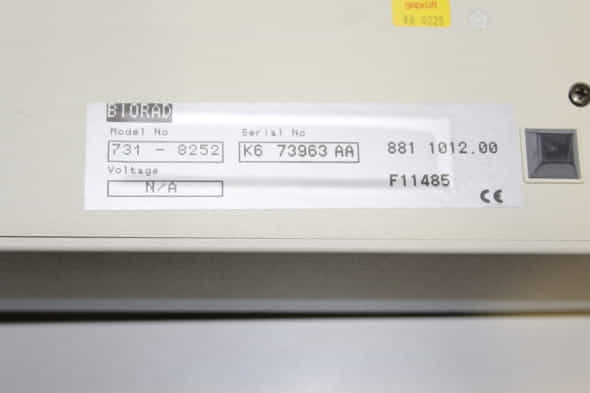 geprüft
BIORAD
Model No Serial No
731 - 8252 K6 73963 AA 881 1012.00
Voltage
N/A F11485
CE